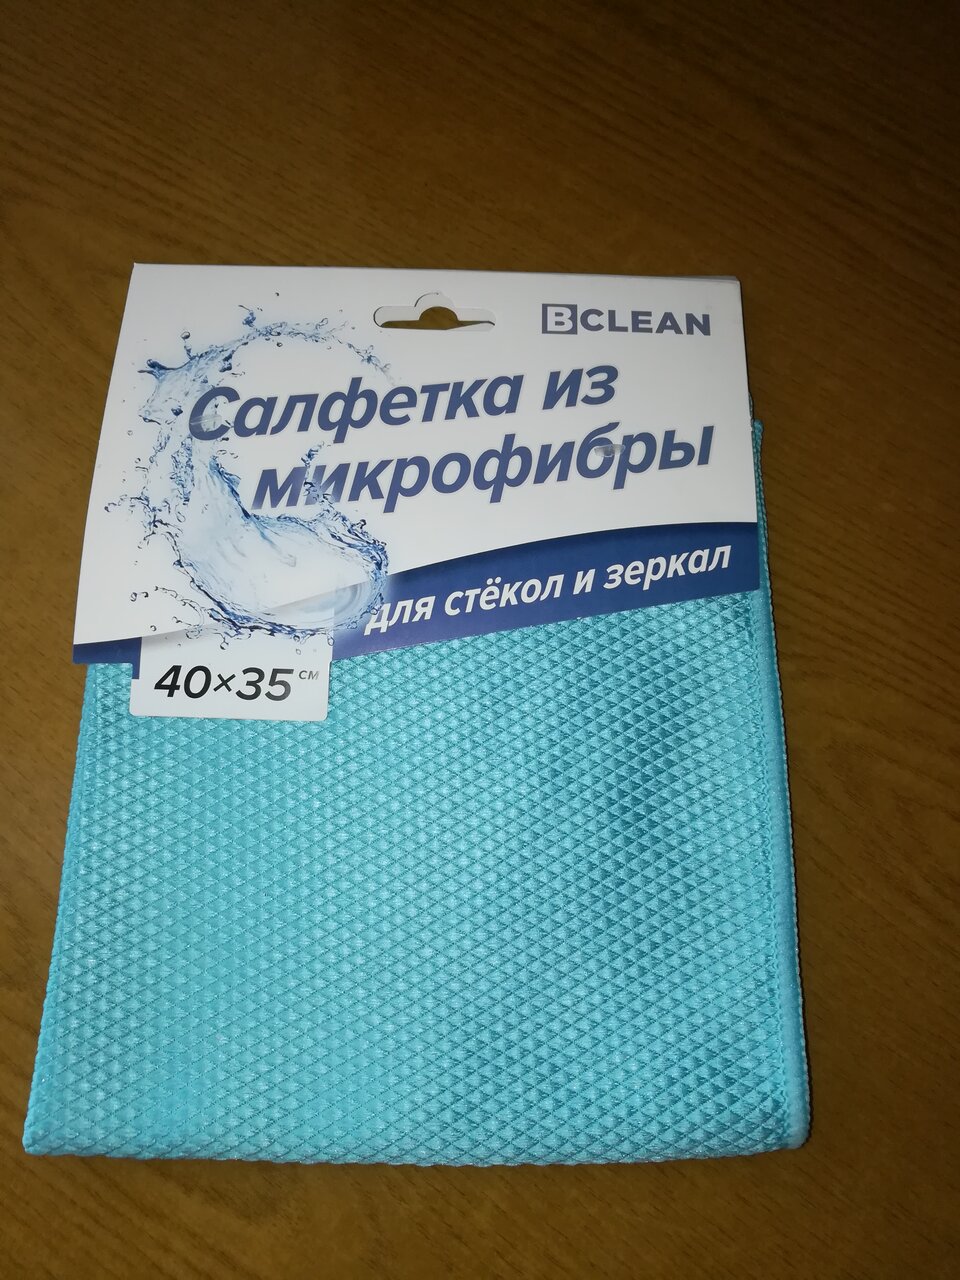 BCLEAN
Салфетка из
микрофибры
для стёкол и зеркал
40×35 см